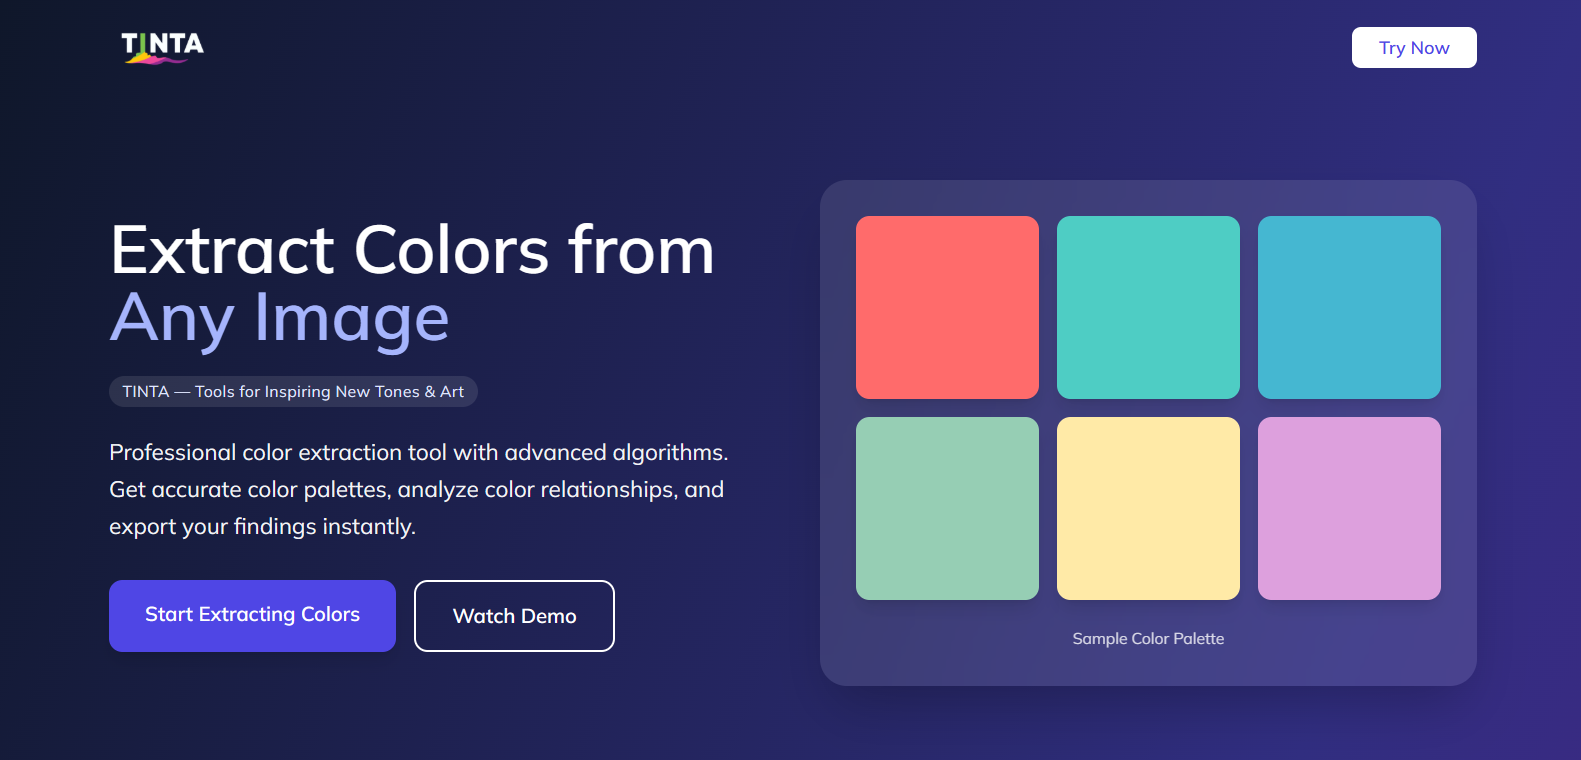 TINTA
Try Now
Extract Colors from
Any Image
TINTA — Tools for Inspiring New Tones & Art
Professional color extraction tool with advanced algorithms.
Get accurate color palettes, analyze color relationships, and
export your findings instantly.
Start Extracting Colors
Watch Demo
Sample Color Palette